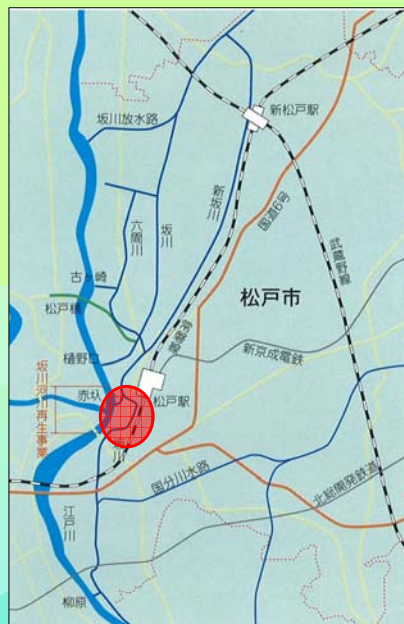 新松戸駅
坂川放水路
新坂川
六間川
坂川
国道6号
武蔵野線
古ヶ崎
松戸市
松戸橋
常磐線
新京成電鉄
樋野口
坂川河川再生事業
赤圦
松戸駅
川
国分川水路
北総開発鉄道
江戸川
柳原